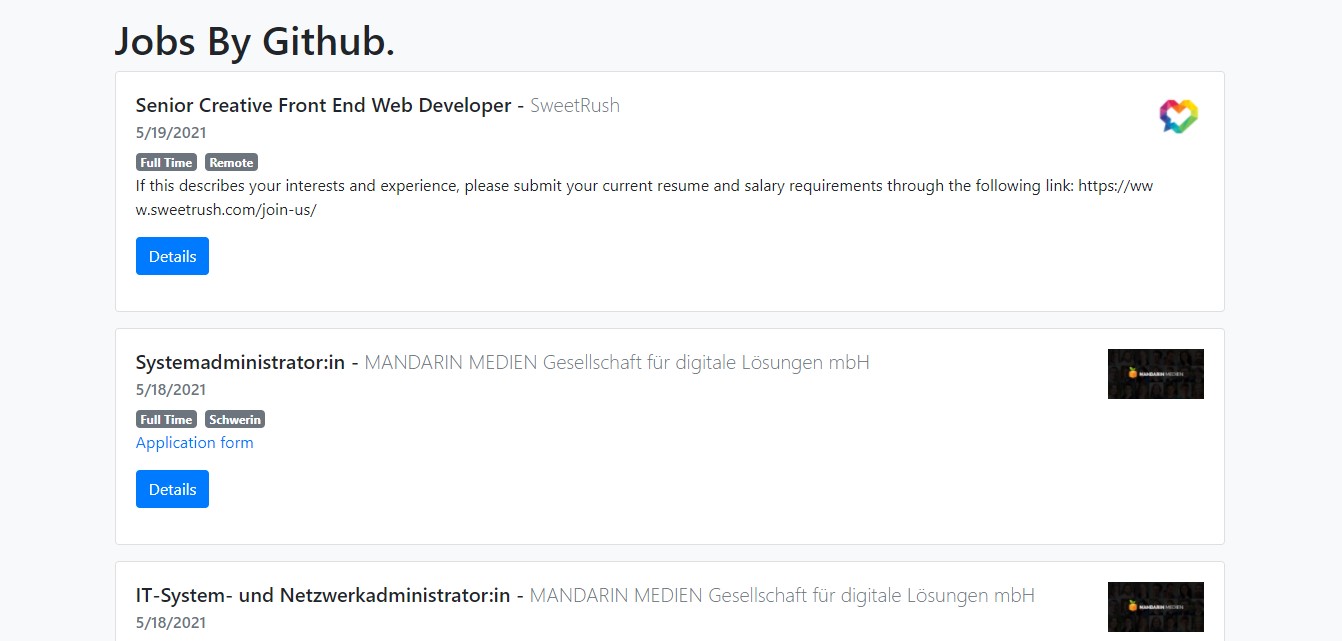 Jobs By Github.
Senior Creative Front End Web Developer - SweetRush
5/19/2021
Full Time Remote
If this describes your interests and experience, please submit your current resume and salary requirements through the following link: https://ww
w.sweetrush.com/join-us/
Details
Systemadministrator:in - MANDARIN MEDIEN Gesellschaft für digitale Lösungen mbH
MANDARIN MEDIEN
5/18/2021
Full Time Schwerin
Application form
Details
IT-System- und Netzwerkadministrator:in - MANDARIN MEDIEN Gesellschaft für digitale Lösungen mbH
MANDARIN MEDIEN
5/18/2021